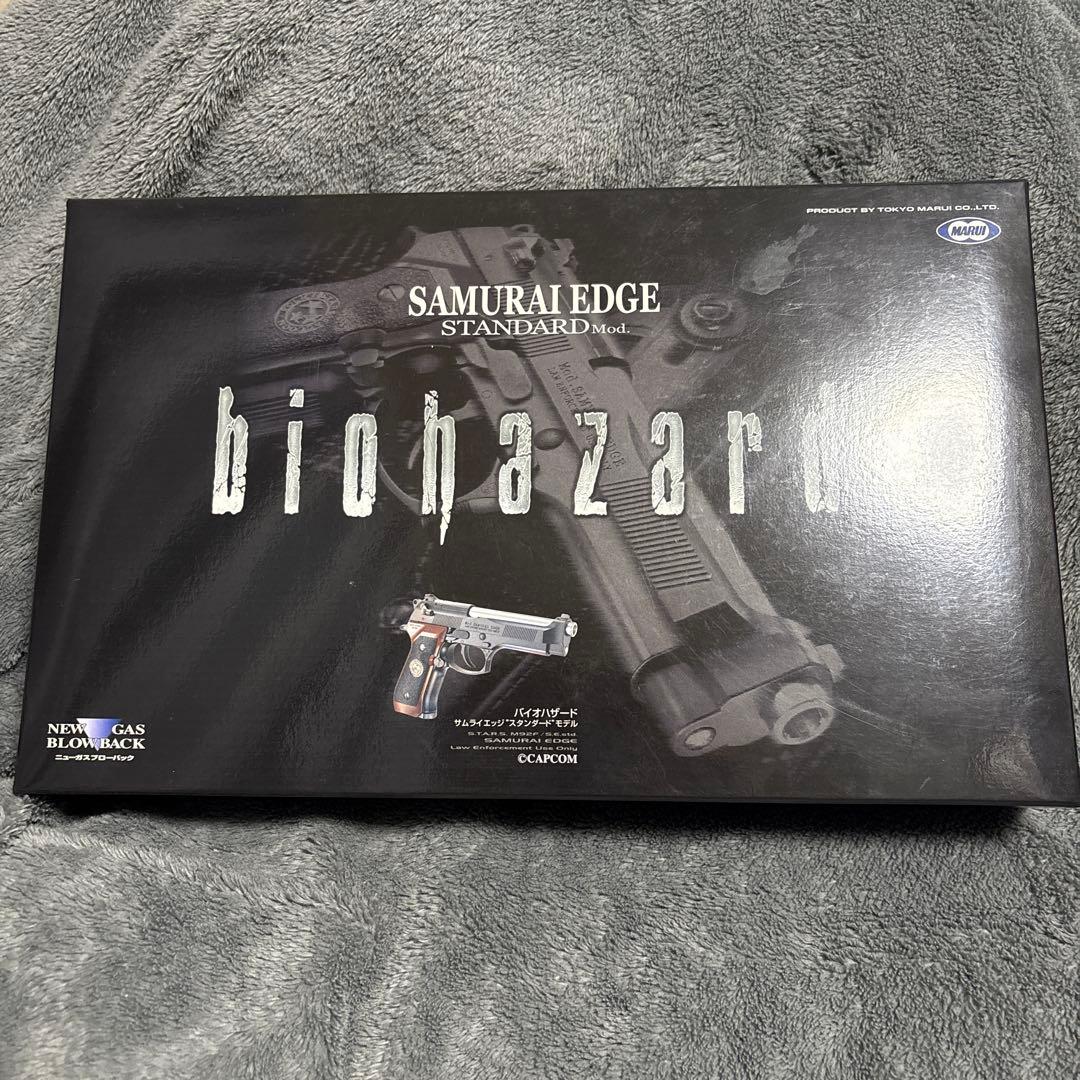 PRODUCT BY TOKYO MARUI CO.,LTD.
MARUI
SAMURAI EDGE
STANDARD Mod.
biohazard
バイオハザード
サムライエッジ"スタンダード"モデル
S.T.A.R.S. M92F / S.E.std.
SAMURAI EDGE
Law Enforcement Use Only
©CAPCOM
NEW GAS
BLOWBACK
ニューガスブローバック